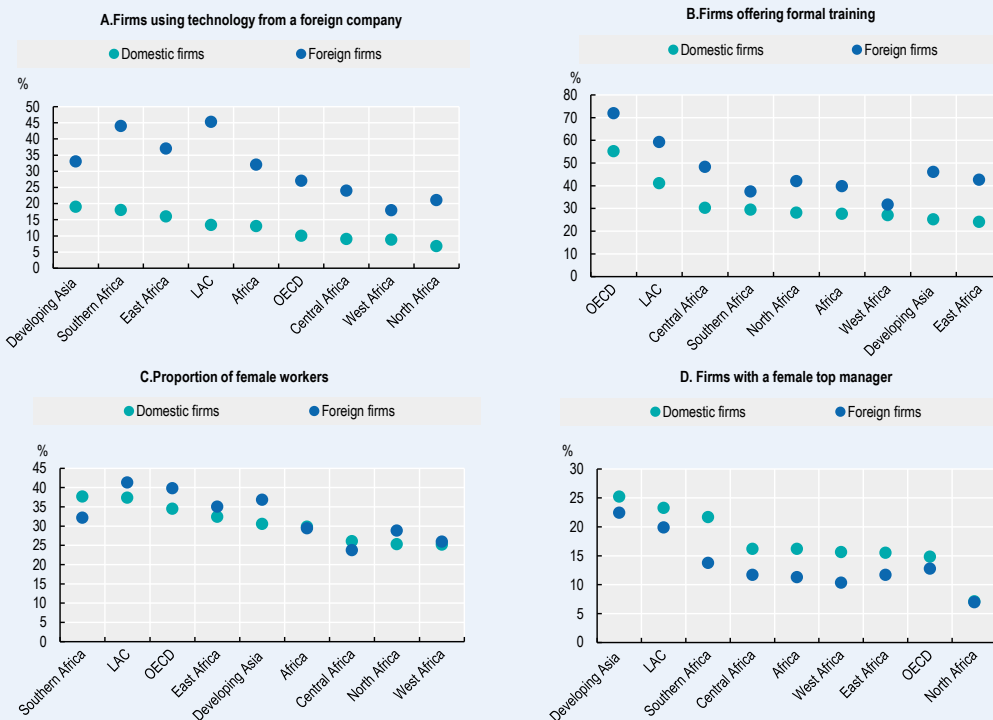 A.Firms using technology from a foreign company
Domestic firms Foreign firms
%
50
45
40
35
30
25
20
15
10
5
0
Developing Asia
Southern Africa
East Africa
LAC
Africa
OECD
Central Africa
West Africa
North Africa
B.Firms offering formal training
Domestic firms Foreign firms
%
80
70
60
50
40
30
20
10
0
OECD
LAC
Central Africa
Southern Africa
North Africa
Africa
West Africa
Developing Asia
East Africa
C.Proportion of female workers
Domestic firms Foreign firms
%
45
40
35
30
25
20
15
10
5
0
Southern Africa
LAC
OECD
East Africa
Developing Asia
Africa
Central Africa
North Africa
West Africa
D. Firms with a female top manager
Domestic firms Foreign firms
%
30
25
20
15
10
5
0
Developing Asia
LAC
Southern Africa
Central Africa
Africa
West Africa
East Africa
OECD
North Africa